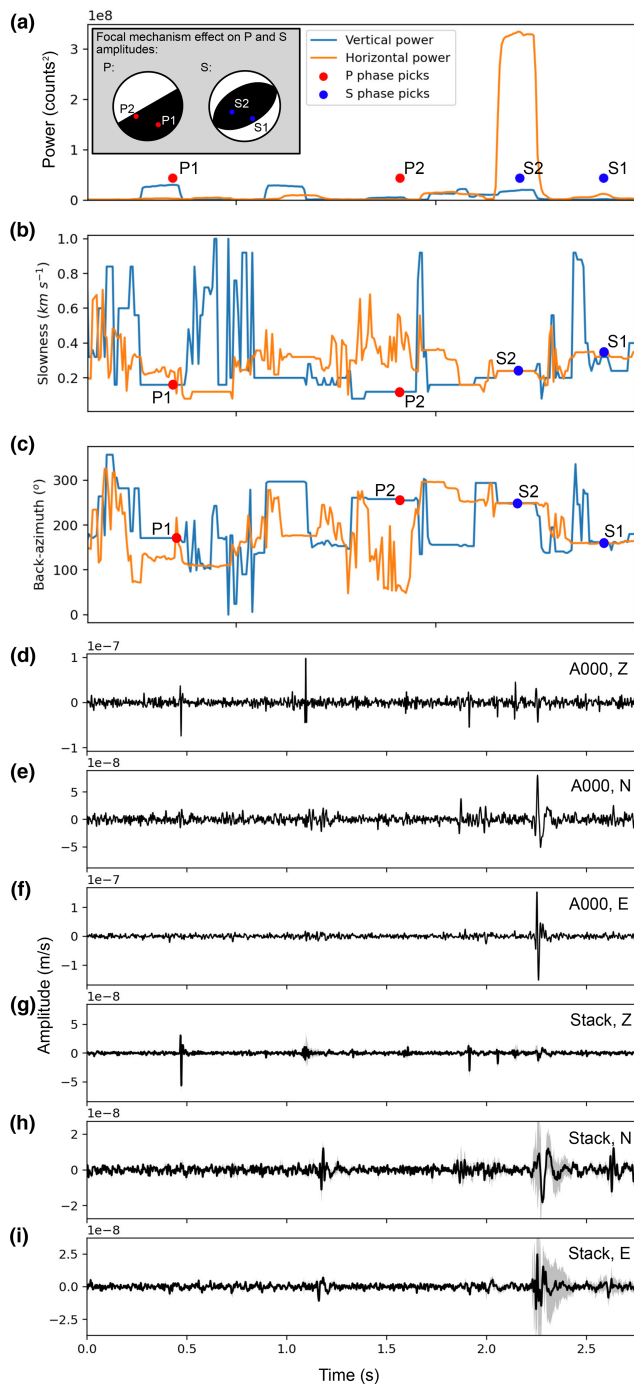 (a)
1e8
Focal mechanism effect on P and S
amplitudes:
P:
S:
P2
P1
S2
S1
Vertical power
Horizontal power
P phase picks
S phase picks
Power (counts²)
3
2
1
0
P1
P2
S2
S1
(b)
Slowness (km s⁻¹)
1.0
0.8
0.6
0.4
0.2
P1
P2
S2
S1
(c)
Back-azimuth (°)
300
200
100
0
P1
P2
S2
S1
(d)
1e−7
1
0
−1
A000, Z
(e)
1e−8
5
0
−5
A000, N
(f)
1e−7
1
0
−1
A000, E
Amplitude (m/s)
(g)
1e−8
5
0
−5
Stack, Z
(h)
1e−8
2
0
−2
Stack, N
(i)
1e−8
2.5
0.0
−2.5
Stack, E
0.0 0.5 1.0 1.5 2.0 2.5
Time (s)